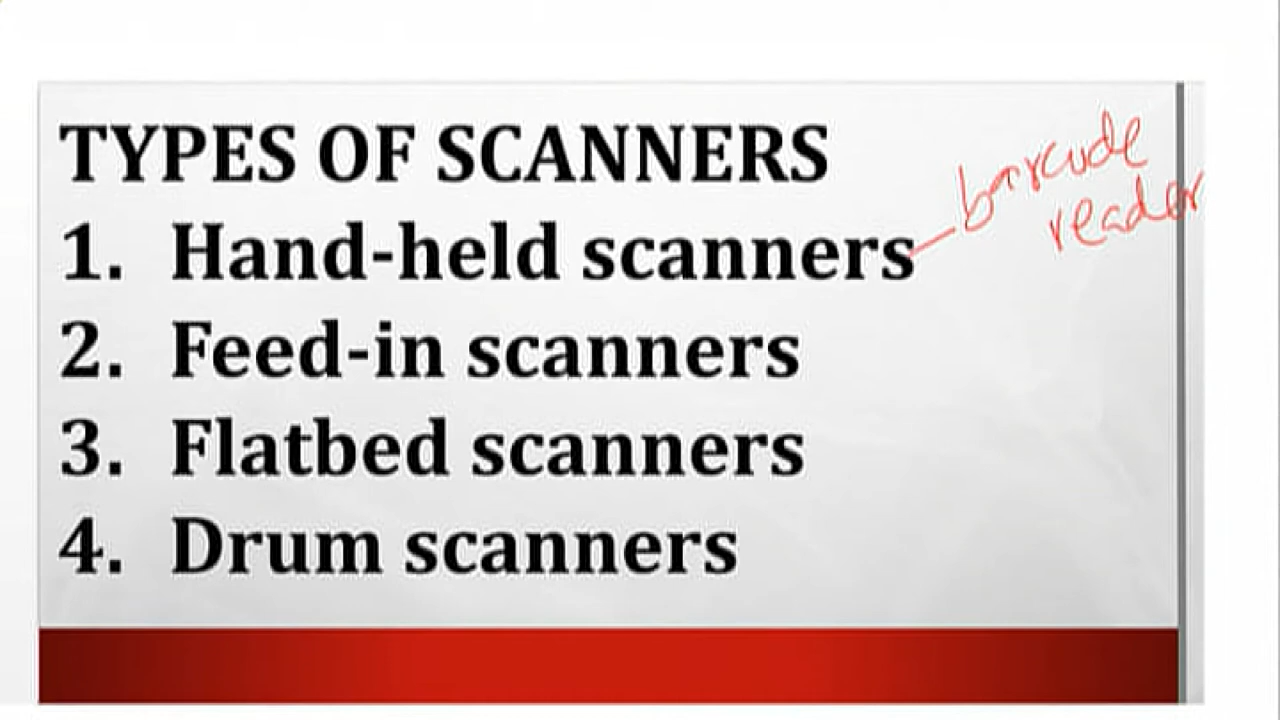 TYPES OF SCANNERS
1. Hand-held scanners
barcode
reader
2. Feed-in scanners
3. Flatbed scanners
4. Drum scanners